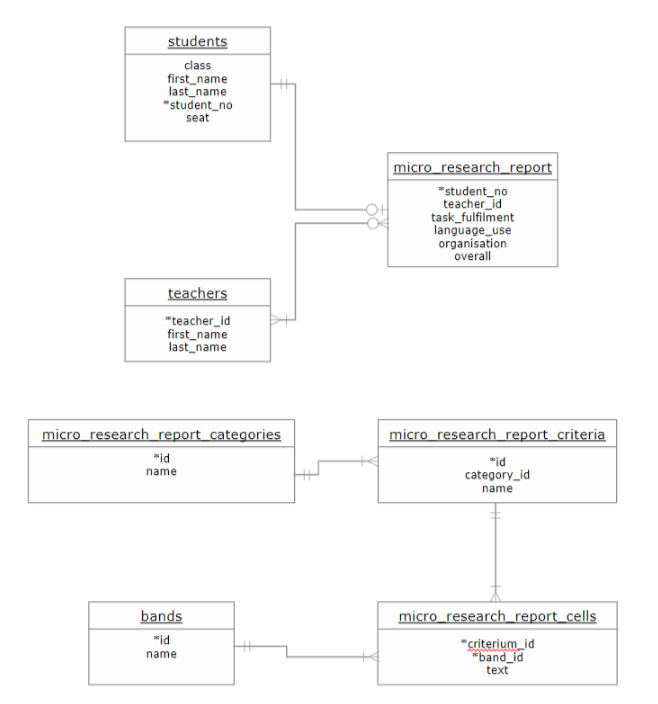 students
class
first_name
last_name
*student_no
seat
micro_research_report
*student_no
teacher_id
task_fulfilment
language_use
organisation
overall
teachers
*teacher_id
first_name
last_name
micro_research_report_categories
*id
name
micro_research_report_criteria
*id
category_id
name
bands
*id
name
micro_research_report_cells
*criterium_id
*band_id
text